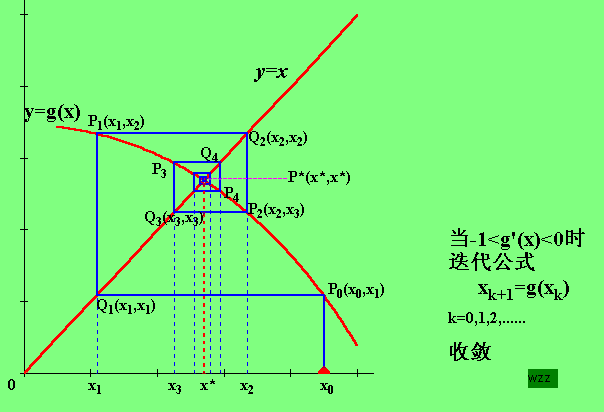 y=x
y=g(x)
P₁(x₁,x₂)
Q₂(x₂,x₂)
Q₄
P₃
P*(x*,x*)
P₄
Q₃(x₃,x₃)
P₂(x₂,x₃)
当-1<g'(x)<0时
迭代公式
xₖ₊₁=g(xₖ)
P₀(x₀,x₁)
Q₁(x₁,x₁)
k=0,1,2,......
收敛
wzz
0 x₁ x₃ x* x₂ x₀